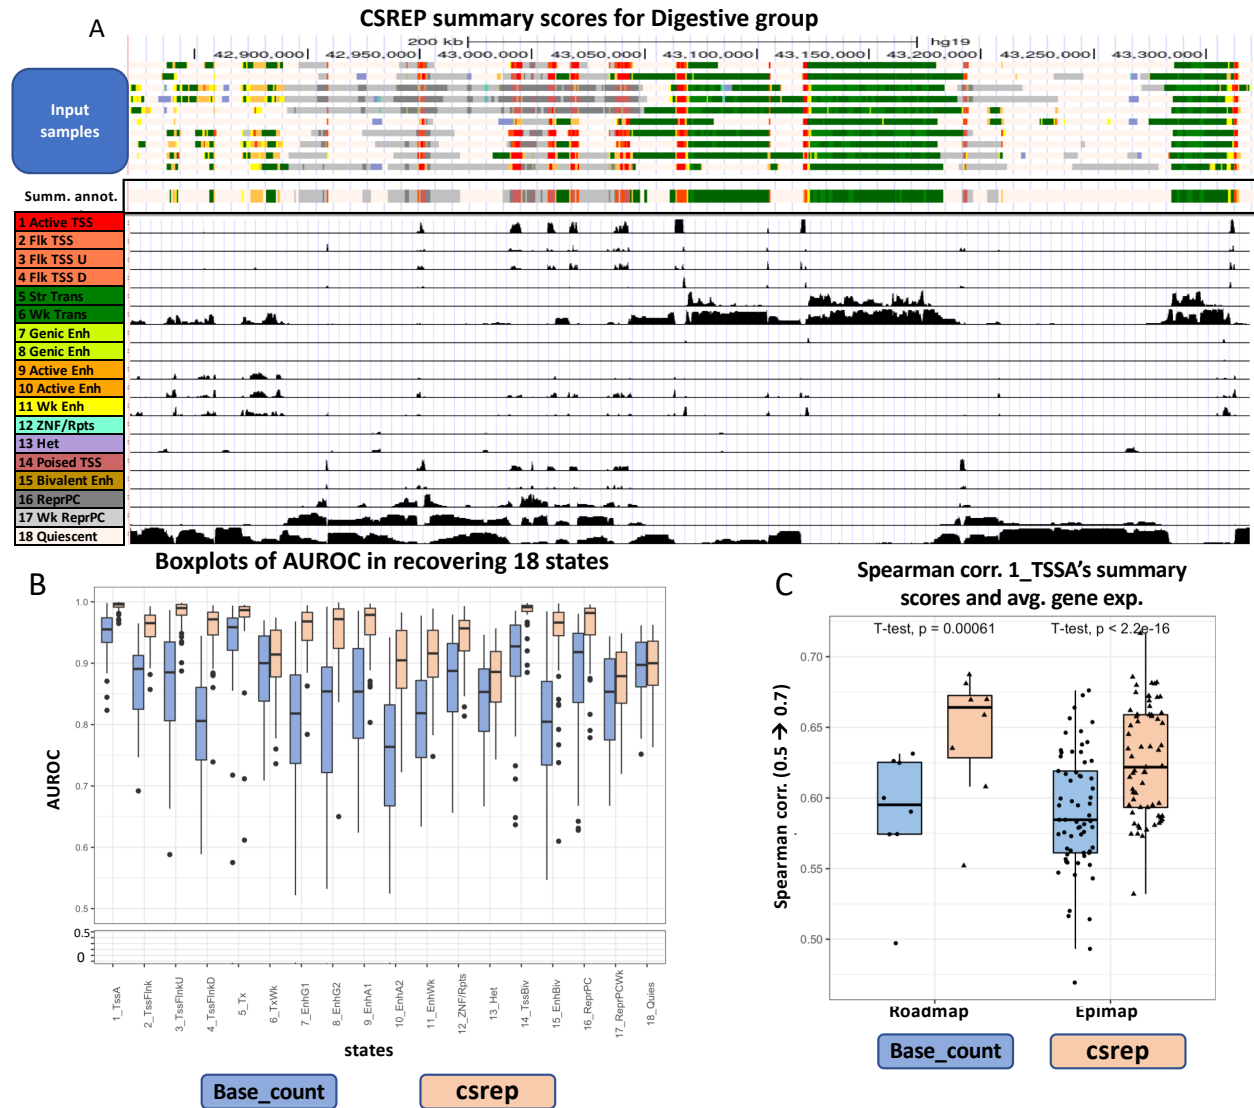 A
CSREP summary scores for Digestive group
200 kb
hg19
42,900,000
42,950,000
43,000,000
43,050,000
43,100,000
43,150,000
43,200,000
43,250,000
43,300,000
Input
samples
Summ. annot.
1 Active TSS
2 Flk TSS
3 Flk TSS U
4 Flk TSS D
5 Str Trans
6 Wk Trans
7 Genic Enh
8 Genic Enh
9 Active Enh
10 Active Enh
11 Wk Enh
12 ZNF/Rpts
13 Het
14 Poised TSS
15 Bivalent Enh
16 ReprPC
17 Wk ReprPC
18 Quiescent
B
Boxplots of AUROC in recovering 18 states
AUROC
1.0
0.9
0.8
0.7
0.6
0.5
0.5
0
1_TssA
2_TssFlnk
3_TssFlnkU
4_TssFlnkD
5_Tx
6_TxWk
7_EnhG1
8_EnhG2
9_EnhA1
10_EnhA2
11_EnhWk
12_ZNF/Rpts
13_Het
14_TssBiv
15_EnhBiv
16_ReprPC
17_ReprPCWk
18_Quies
states
Base_count
csrep
C
Spearman corr. 1_TSSA's summary
scores and avg. gene exp.
T-test, p = 0.00061
T-test, p < 2.2e-16
Spearman corr. (0.5 → 0.7)
0.70
0.65
0.60
0.55
0.50
Roadmap
Epimap
Base_count
csrep